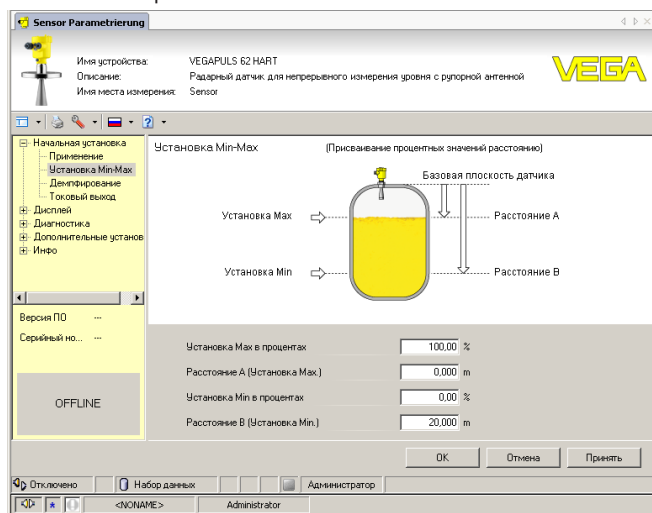 Sensor Parametrierung
Имя устройства: VEGAPULS 62 HART
Описание: Радарный датчик для непрерывного измерения уровня с рупорной антенной
Имя места измерения: Sensor
VEGA
Начальная установка
Применение
Установка Min-Max
Демпфирование
Токовый выход
Дисплей
Диагностика
Дополнительные установ
Инфо
Версия ПО ---
Серийный но... ---
OFFLINE
Установка Min-Max (Присваивание процентных значений расстоянию)
Базовая плоскость датчика
Установка Max
Расстояние A
Установка Min
Расстояние B
Установка Max в процентах 100,00 %
Расстояние A (Установка Max.) 0,000 m
Установка Min в процентах 0,00 %
Расстояние B (Установка Min.) 20,000 m
OK Отмена Принять
Отключено Набор данных Администратор
<NONAME> Administrator